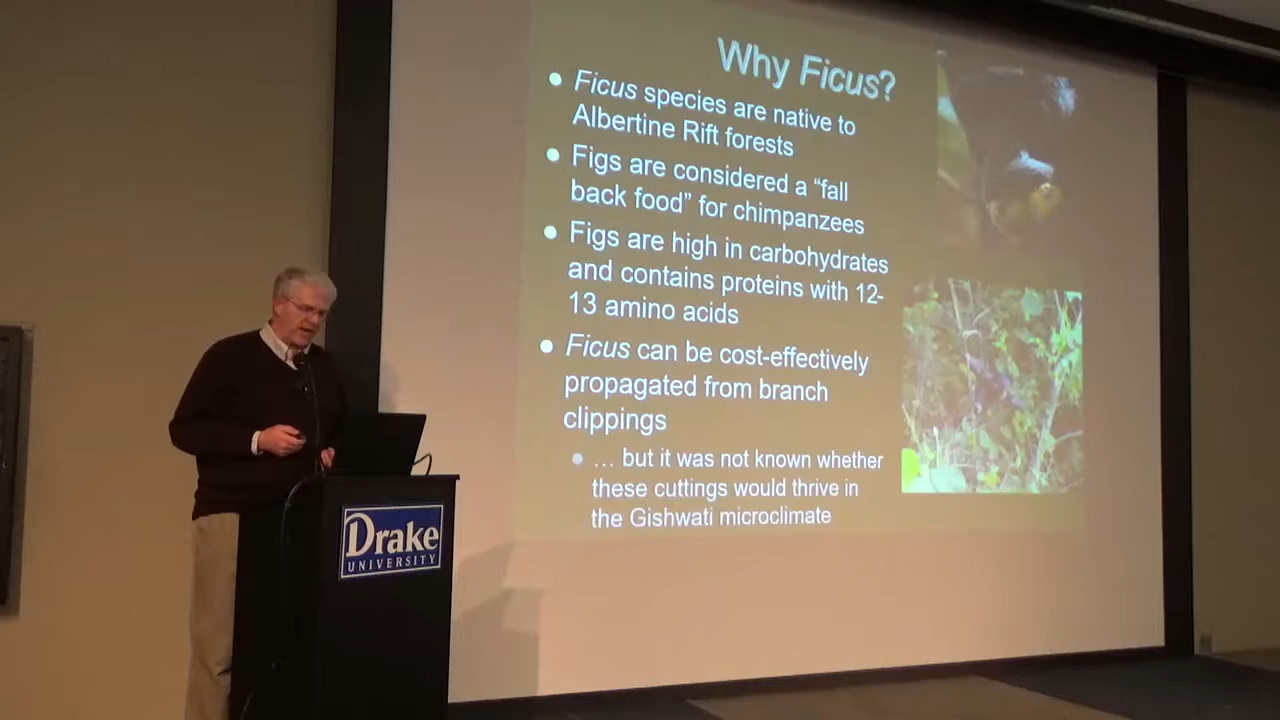 Why Ficus?
• Ficus species are native to
Albertine Rift forests
• Figs are considered a “fall
back food” for chimpanzees
• Figs are high in carbohydrates
and contains proteins with 12-
13 amino acids
• Ficus can be cost-effectively
propagated from branch
clippings
• … but it was not known whether
these cuttings would thrive in
the Gishwati microclimate
Drake
UNIVERSITY